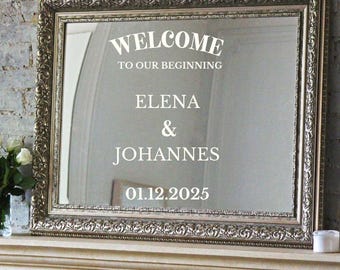 WELCOME
TO OUR BEGINNING
ELENA
&
JOHANNES
01.12.2025